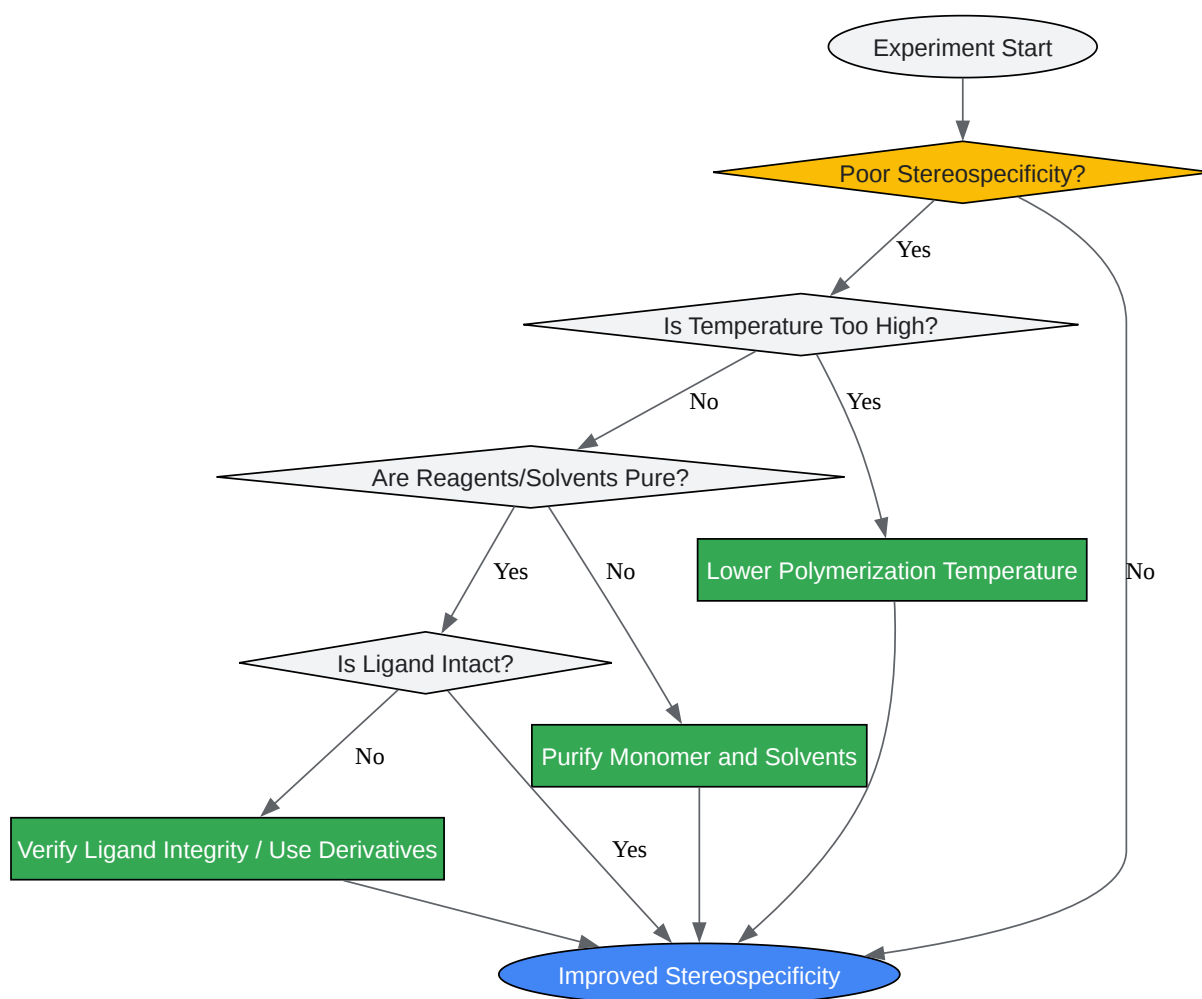 Experiment Start
Poor Stereospecificity?
Yes
Is Temperature Too High?
No
Yes
Are Reagents/Solvents Pure?
Yes
No
Lower Polymerization Temperature
No
Is Ligand Intact?
No
Purify Monomer and Solvents
Verify Ligand Integrity / Use Derivatives
Yes
Improved Stereospecificity